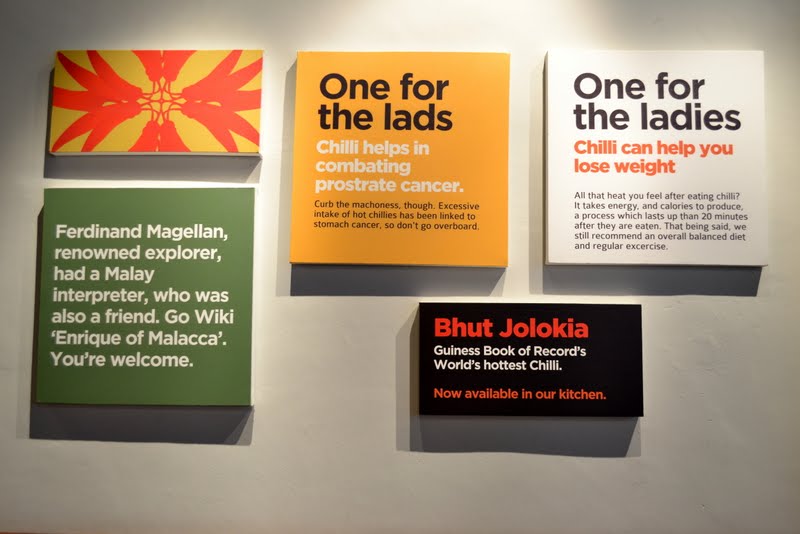 One for
the lads
Chilli helps in
combating
prostrate cancer.
Curb the machoness, though. Excessive
intake of hot chillies has been linked to
stomach cancer, so don't go overboard.
One for
the ladies
Chilli can help you
lose weight
All that heat you feel after eating chilli?
It takes energy, and calories to produce,
a process which lasts up than 20 minutes
after they are eaten. That being said, we
still recommend an overall balanced diet
and regular excercise.
Ferdinand Magellan,
renowned explorer,
had a Malay
interpreter, who was
also a friend. Go Wiki
‘Enrique of Malacca’.
You're welcome.
Bhut Jolokia
Guiness Book of Record's
World's hottest Chilli.
Now available in our kitchen.